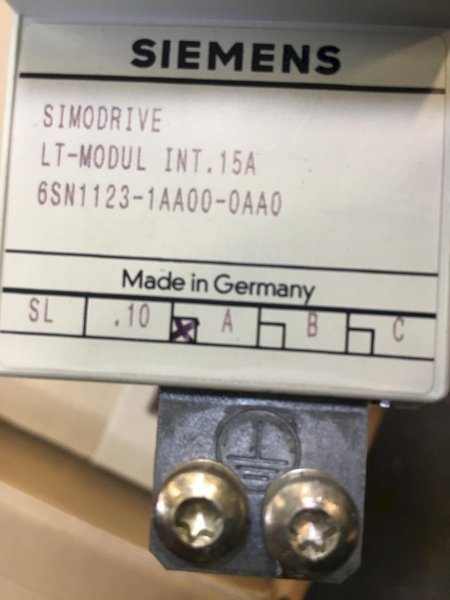 SIEMENS
SIMODRIVE
LT-MODUL INT.15A
6SN1123-1AA00-0AA0
Made in Germany
SL .10 A B C